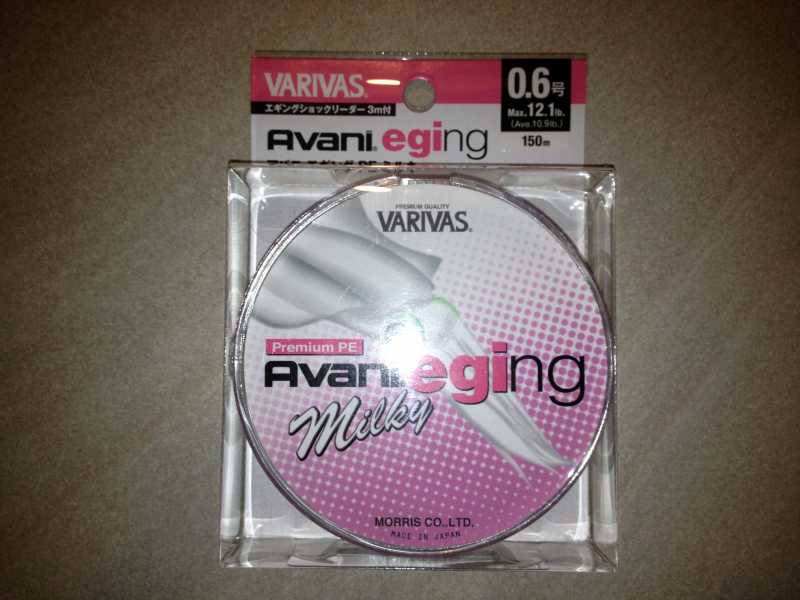 VARIVAS®
0.6号
エギングショックリーダー3m付
Max.12.1lb.
(Ave.10.9lb.)
Avani® eging
150m
PREMIUM QUALITY
VARIVAS®
Premium PE
Avani eging
Milky
MORRIS CO.,LTD.
MADE IN JAPAN